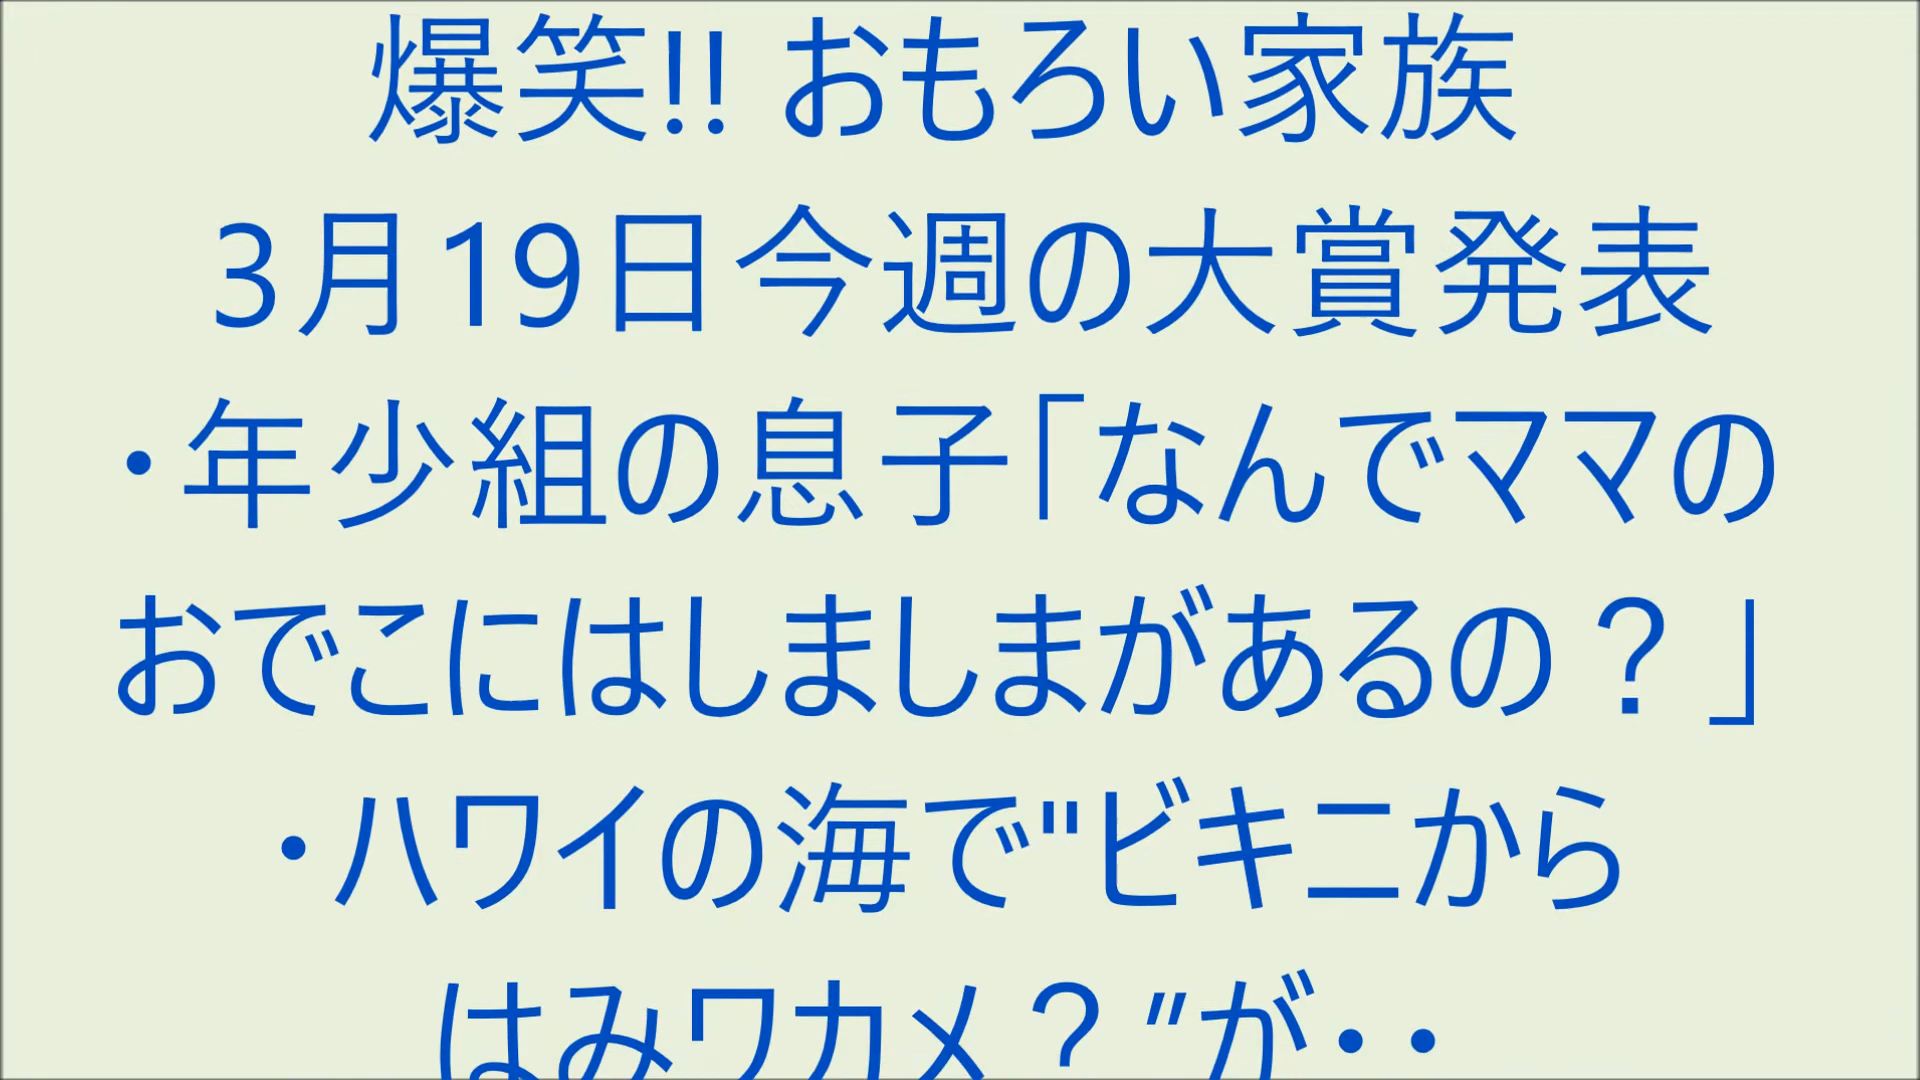 爆笑!! おもろい家族
3月19日今週の大賞発表
・年少組の息子「なんでママの
おでこにはしましまがあるの？」
・ハワイの海で"ビキニから
はみワカメ？"が・・